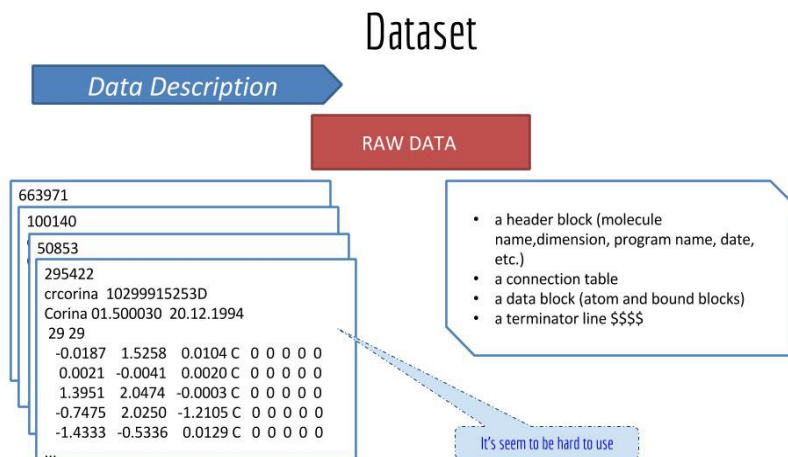 Dataset
Data Description
RAW DATA
663971
100140
50853
295422
crcorina 10299915253D
Corina 01.500030 20.12.1994
29 29
-0.0187 1.5258 0.0104 C 0 0 0 0 0
0.0021 -0.0041 0.0020 C 0 0 0 0 0
1.3951 2.0474 -0.0003 C 0 0 0 0 0
-0.7475 2.0250 -1.2105 C 0 0 0 0 0
-1.4333 -0.5336 0.0129 C 0 0 0 0 0
...
• a header block (molecule
name,dimension, program name, date,
etc.)
• a connection table
• a data block (atom and bound blocks)
• a terminator line $$$$
It's seem to be hard to use